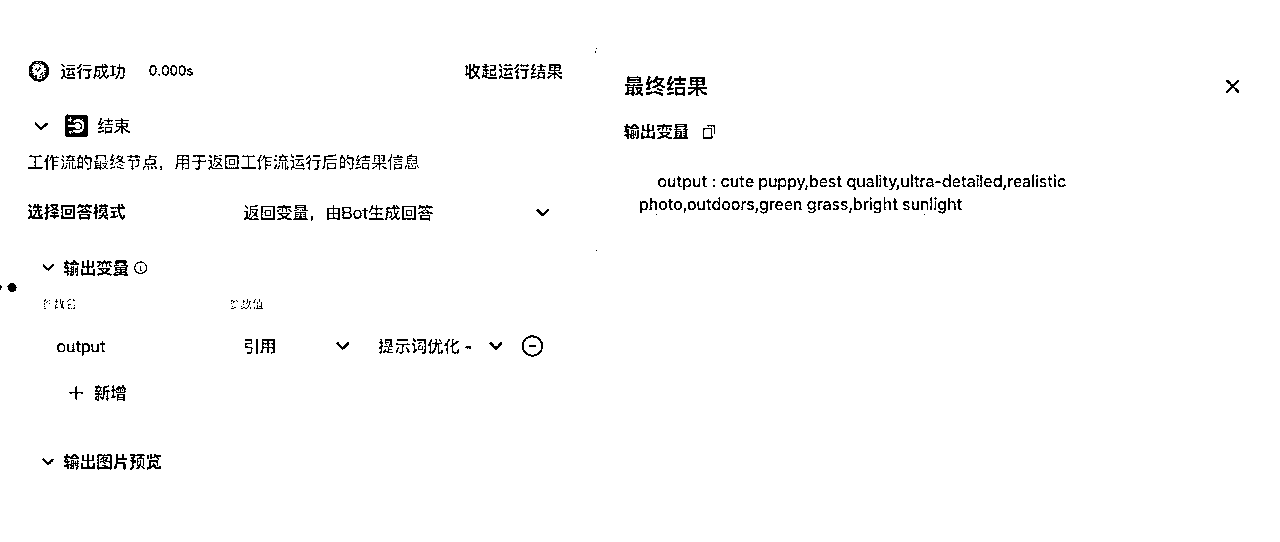 运行成功 0.000s 收起运行结果
结束
工作流的最终节点，用于返回工作流运行后的结果信息
选择回答模式 返回变量，由Bot生成回答
输出变量
参数名 参数值
output 引用 提示词优化 -
+ 新增
输出图片预览
最终结果
输出变量
output : cute puppy,best quality,ultra-detailed,realistic
photo,outdoors,green grass,bright sunlight